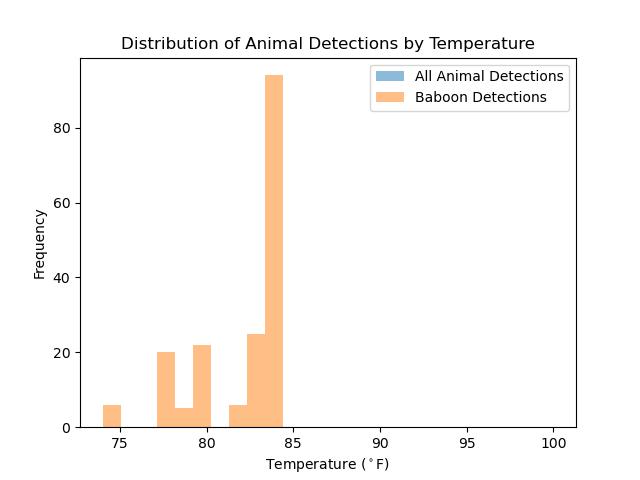 Distribution of Animal Detections by Temperature
All Animal Detections
Baboon Detections
Frequency
80
60
40
20
0
75
80
85
90
95
100
Temperature (°F)